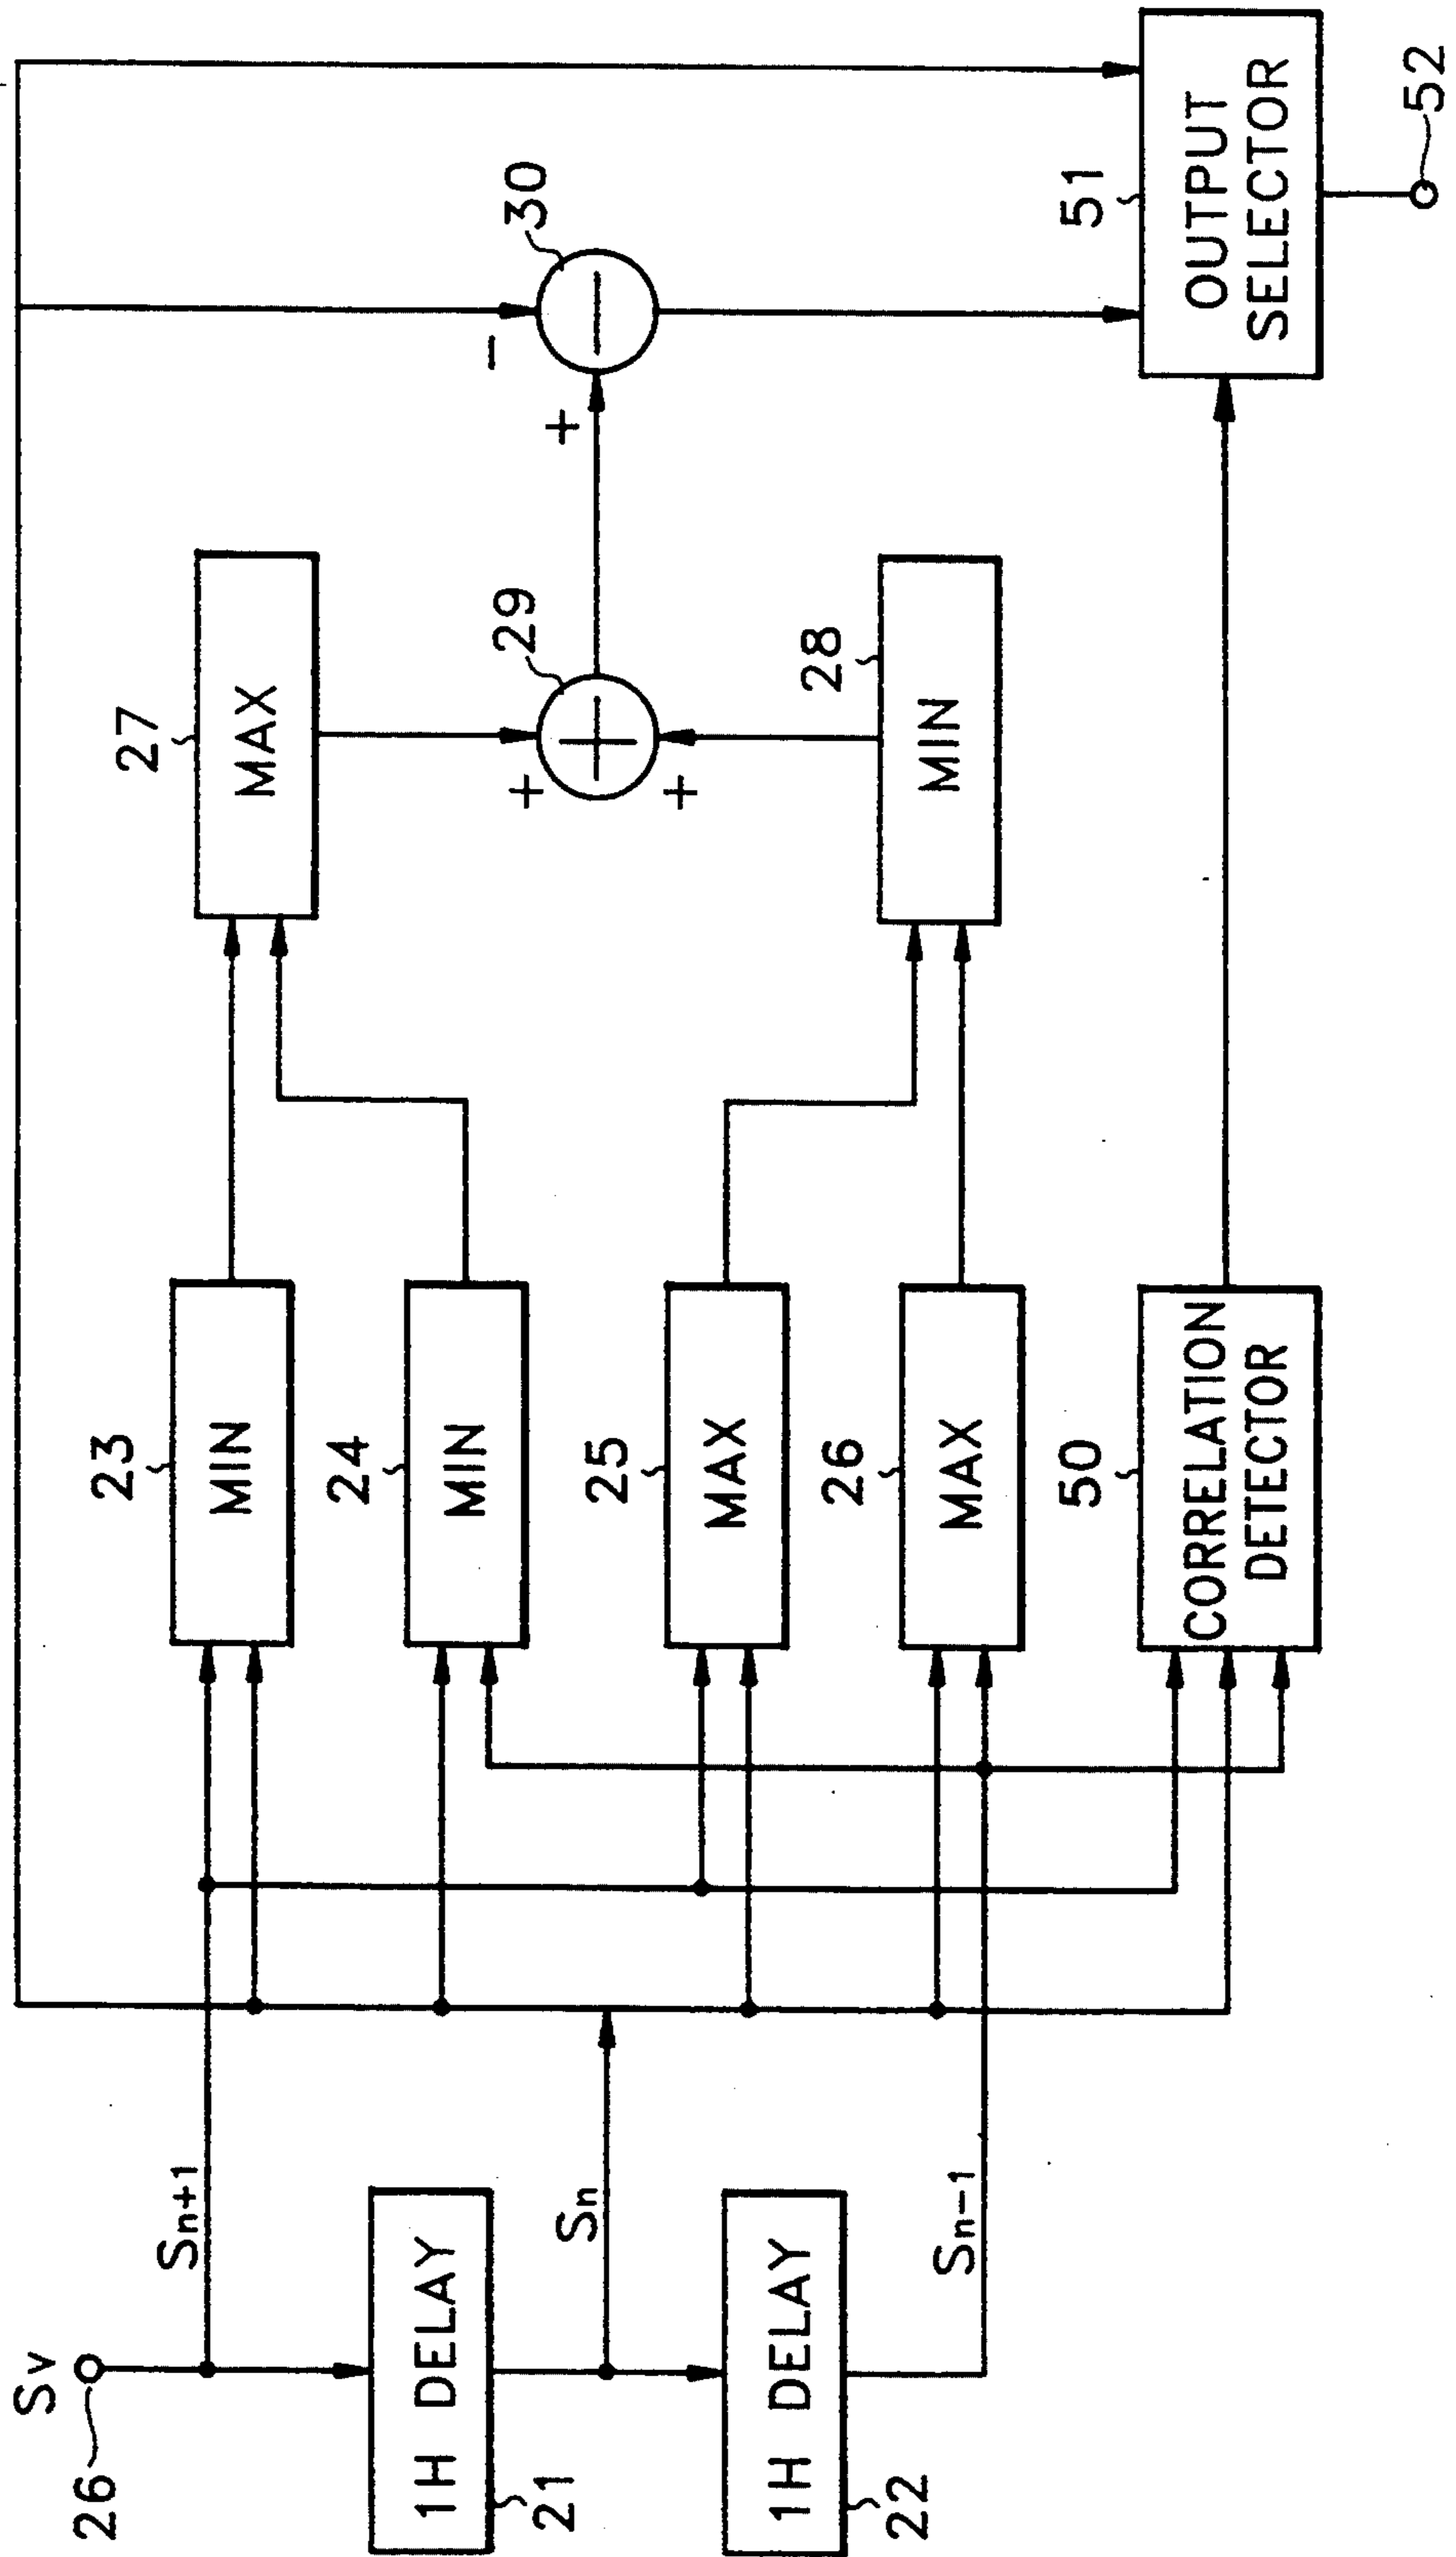 Sv
26
Sn+1
1H DELAY
21
Sn
1H DELAY
22
Sn−1
23
MIN
24
MIN
25
MAX
26
MAX
50
CORRELATION
DETECTOR
27
MAX
29
+
+
28
MIN
30
−
+
51
OUTPUT
SELECTOR
52